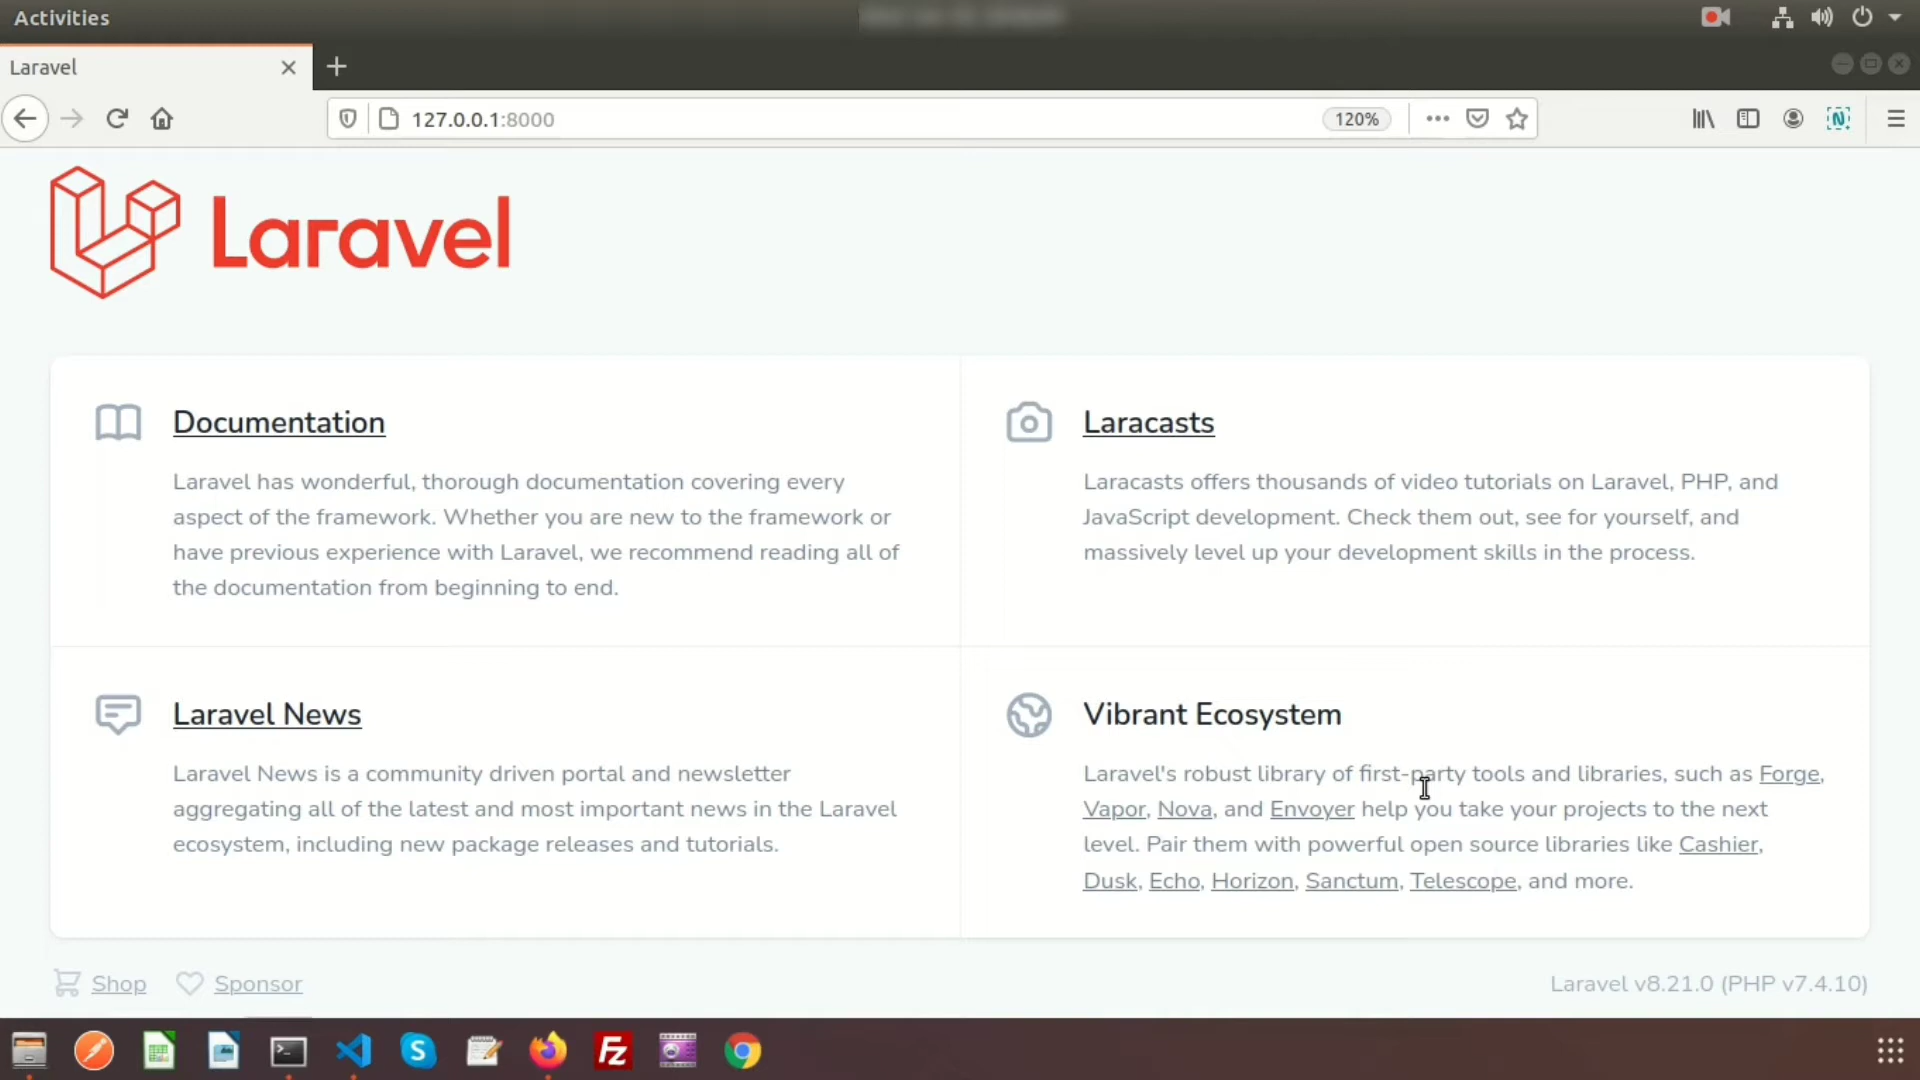 Activities
Laravel
127.0.0.1:8000
120%
Laravel
Documentation
Laravel has wonderful, thorough documentation covering every
aspect of the framework. Whether you are new to the framework or
have previous experience with Laravel, we recommend reading all of
the documentation from beginning to end.
Laracasts
Laracasts offers thousands of video tutorials on Laravel, PHP, and
JavaScript development. Check them out, see for yourself, and
massively level up your development skills in the process.
Laravel News
Laravel News is a community driven portal and newsletter
aggregating all of the latest and most important news in the Laravel
ecosystem, including new package releases and tutorials.
Vibrant Ecosystem
Laravel's robust library of first-party tools and libraries, such as Forge,
Vapor, Nova, and Envoyer help you take your projects to the next
level. Pair them with powerful open source libraries like Cashier,
Dusk, Echo, Horizon, Sanctum, Telescope, and more.
Shop
Sponsor
Laravel v8.21.0 (PHP v7.4.10)